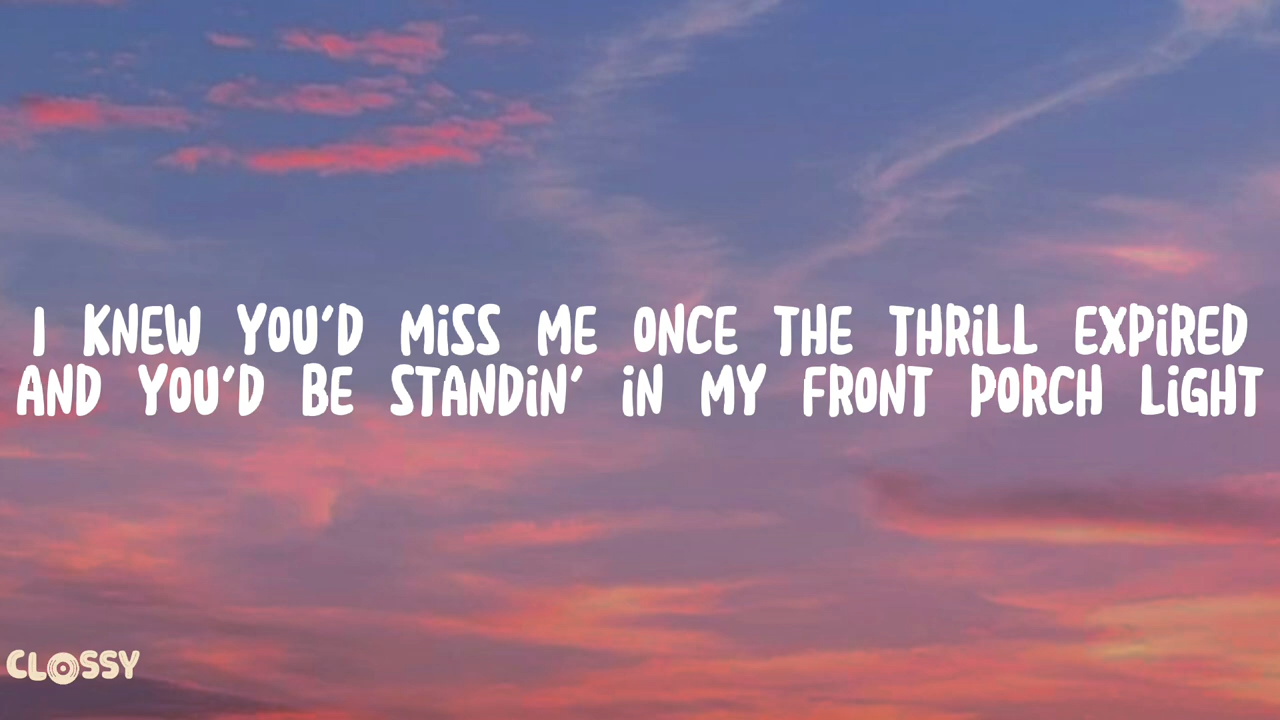 I KNEW YOU'D MiSS ME ONCE THE THRiLL EXPiRED
AND YOU'D BE STANDiN' iN MY FRONT PORCH LiGHT
CLOSSY